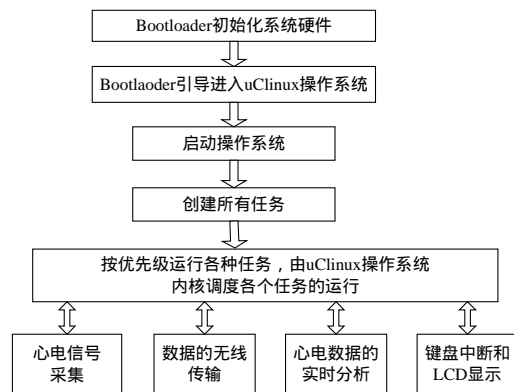 Bootloader初始化系统硬件
Bootlaoder引导进入uClinux操作系统
启动操作系统
创建所有任务
按优先级运行各种任务，由uClinux操作系统
内核调度各个任务的运行
心电信号
采集
数据的无线
传输
心电数据的
实时分析
键盘中断和
LCD显示